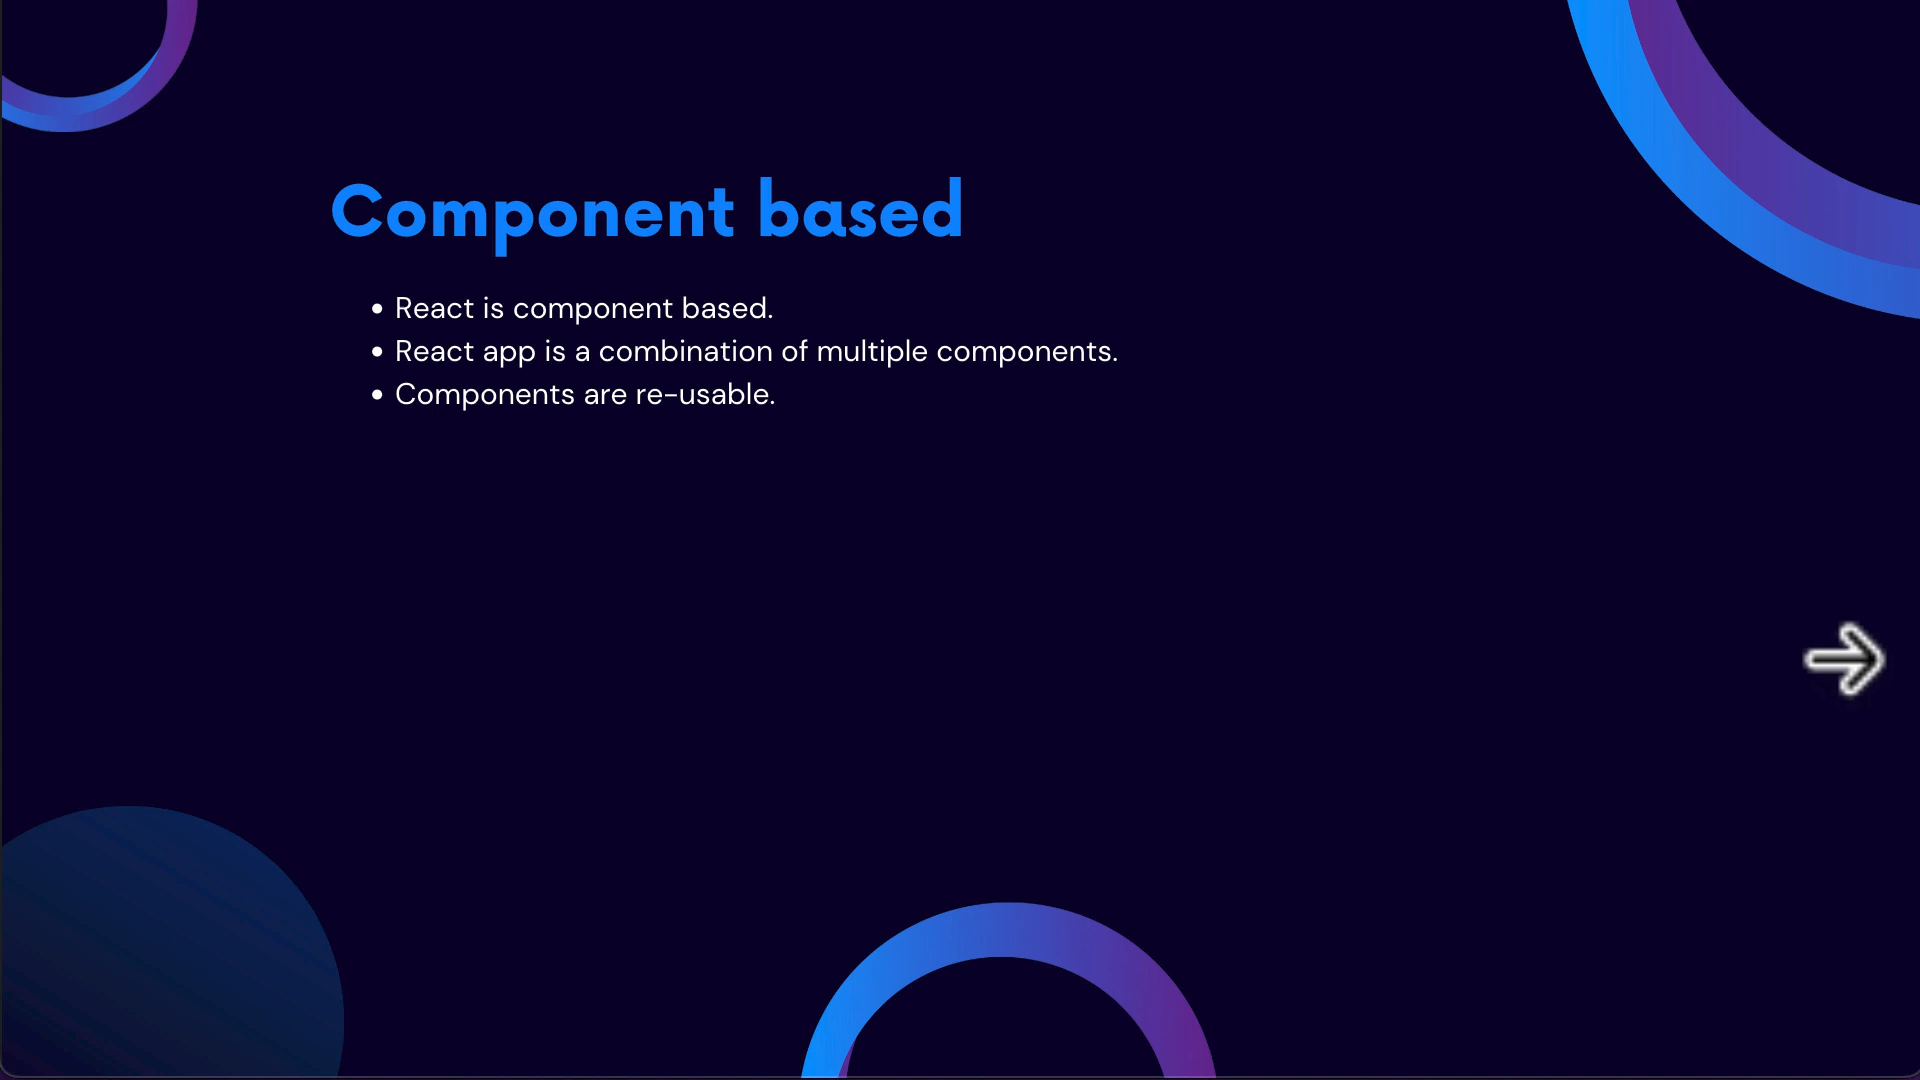 Component based
• React is component based.
• React app is a combination of multiple components.
• Components are re-usable.